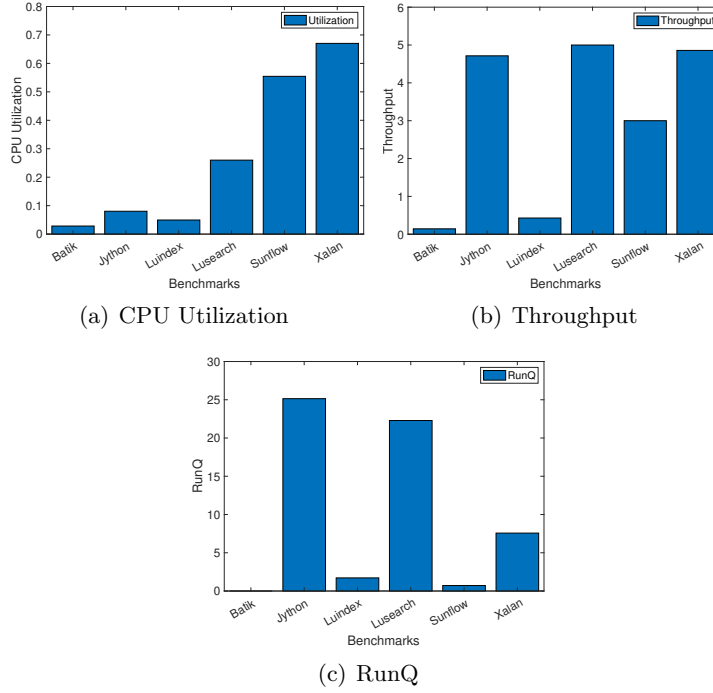 0.8
0.7
0.6
0.5
0.4
0.3
0.2
0.1
0
CPU Utilization
Utilization
Batik
Jython
Luindex
Lusearch
Sunflow
Xalan
Benchmarks
(a) CPU Utilization
6
5
4
3
2
1
0
Throughput
Throughput
Batik
Jython
Luindex
Lusearch
Sunflow
Xalan
Benchmarks
(b) Throughput
30
25
20
15
10
5
0
RunQ
RunQ
Batik
Jython
Luindex
Lusearch
Sunflow
Xalan
Benchmarks
(c) RunQ